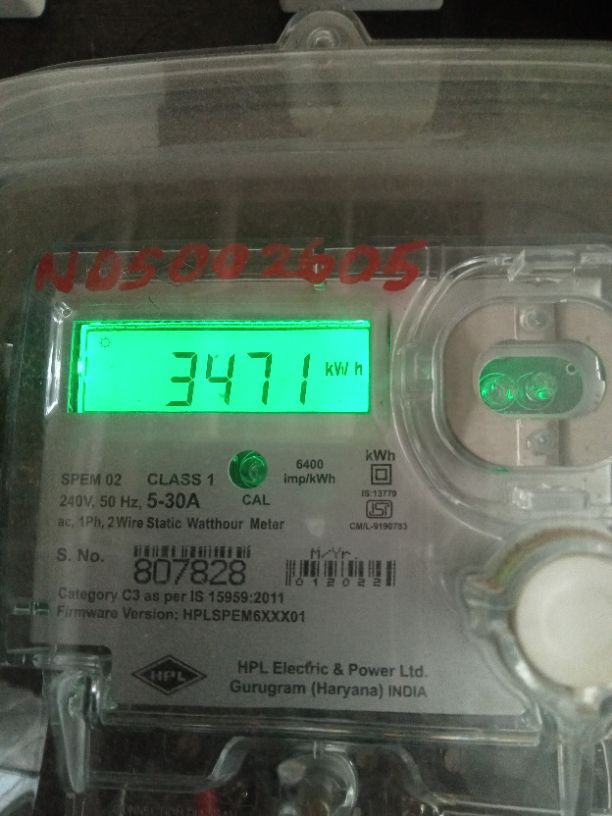 N05002605
3471 kWh
SPEM 02 CLASS 1
240V, 50 Hz, 5-30A
ac, 1Ph, 2Wire Static Watthour Meter
CAL
6400
imp/kWh
kWh
IS:13779
ISI
CM/L-9190783
S. No.
807828
M/Yr.
012022
Category C3 as per IS 15959:2011
Firmware Version: HPLSPEM6XXX01
HPL
HPL Electric & Power Ltd.
Gurugram (Haryana) INDIA